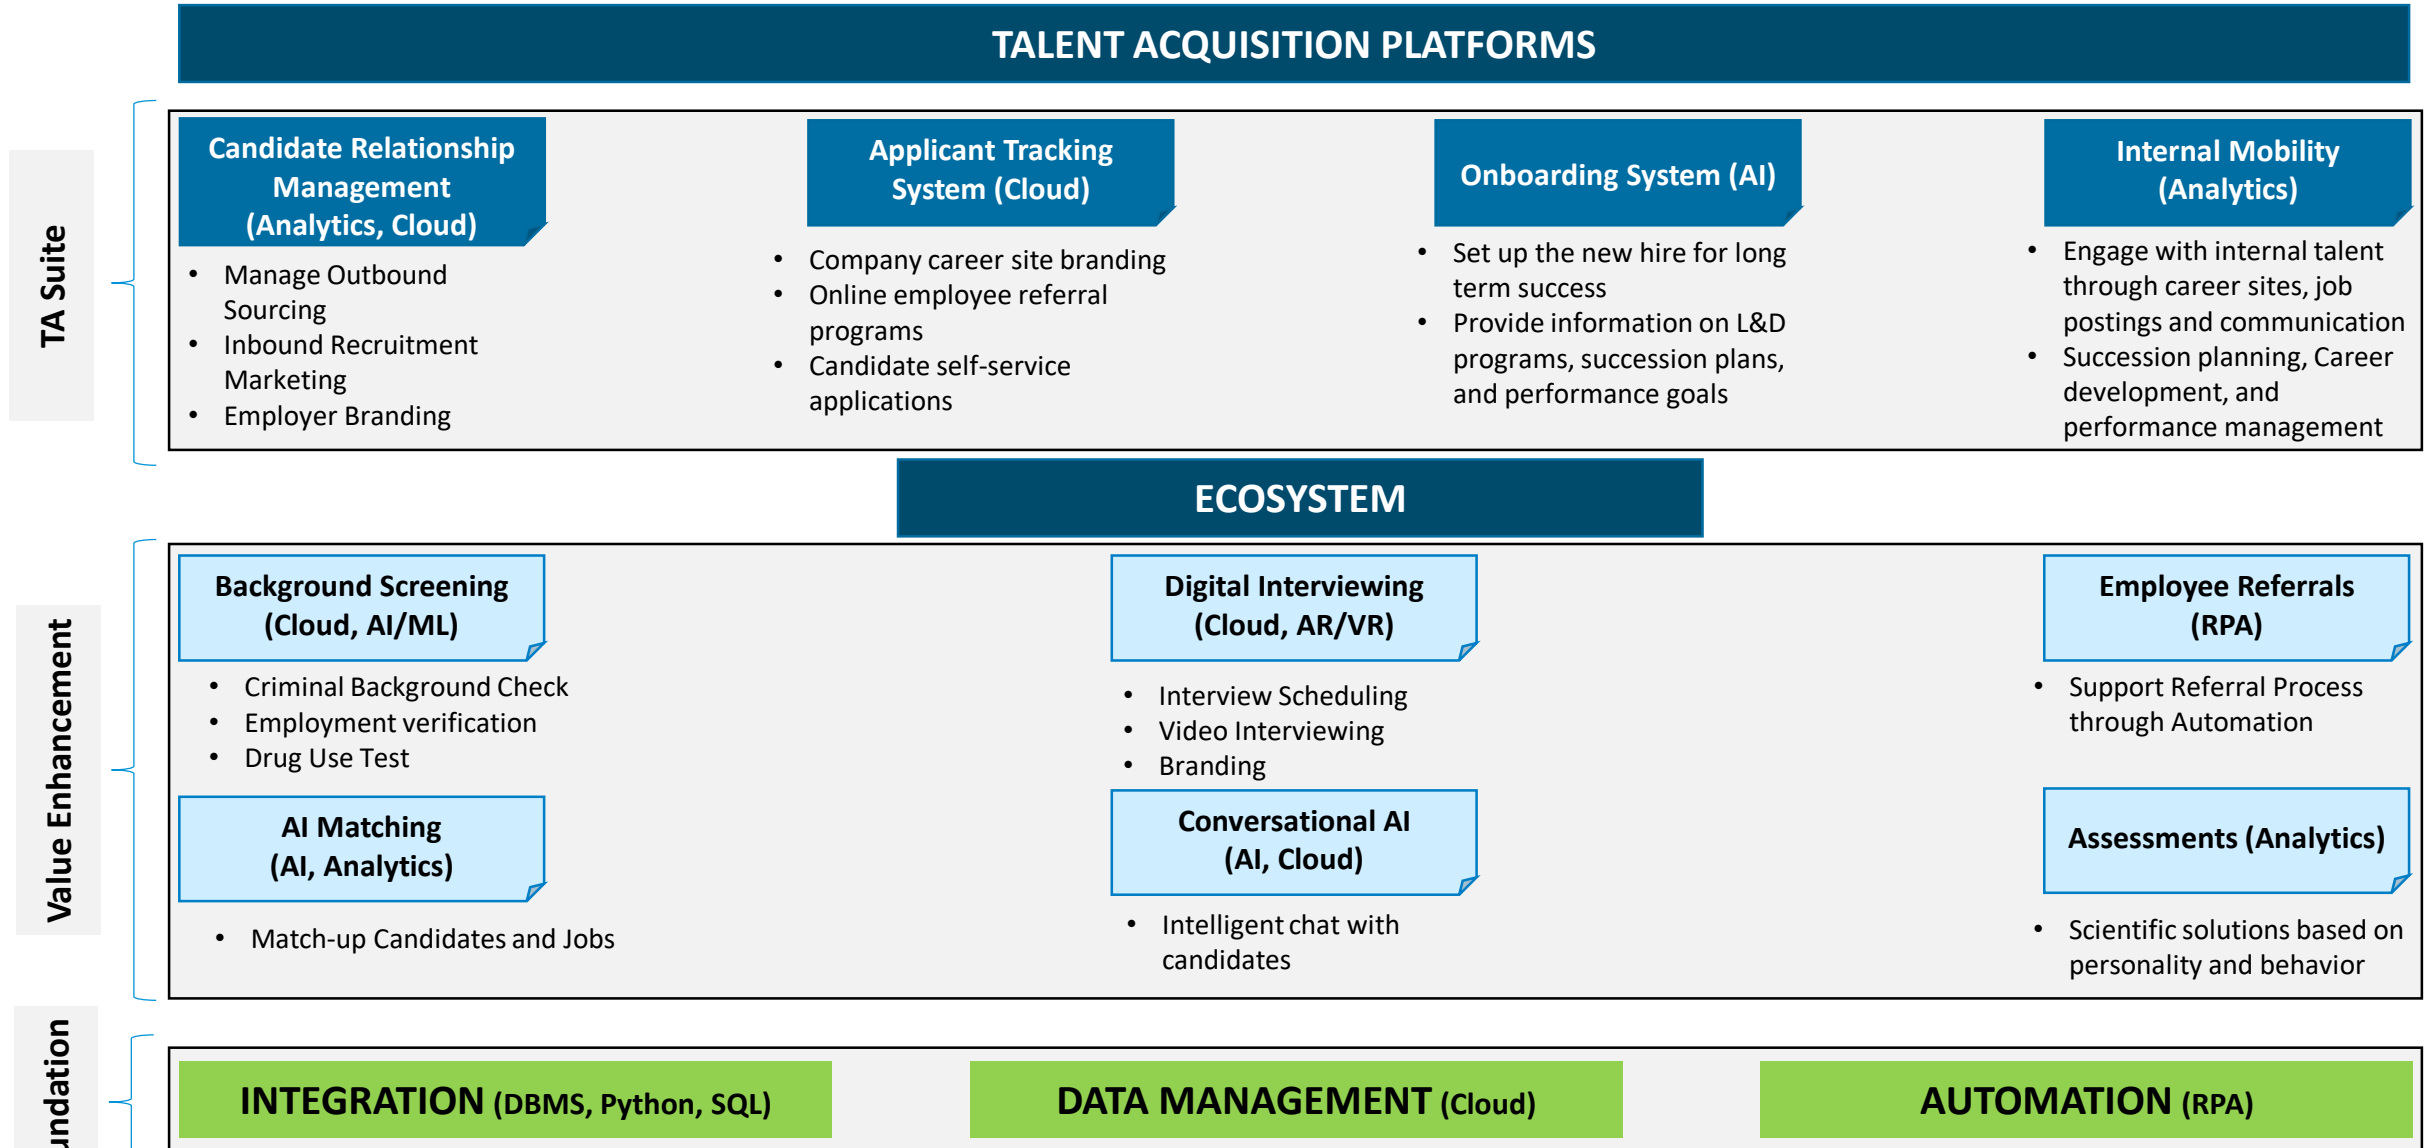 TALENT ACQUISITION PLATFORMS
TA Suite
Candidate Relationship
Management
(Analytics, Cloud)
• Manage Outbound
Sourcing
• Inbound Recruitment
Marketing
• Employer Branding
Applicant Tracking
System (Cloud)
• Company career site branding
• Online employee referral
programs
• Candidate self-service
applications
Onboarding System (AI)
• Set up the new hire for long
term success
• Provide information on L&D
programs, succession plans,
and performance goals
Internal Mobility
(Analytics)
• Engage with internal talent
through career sites, job
postings and communication
• Succession planning, Career
development, and
performance management
ECOSYSTEM
Value Enhancement
Background Screening
(Cloud, AI/ML)
• Criminal Background Check
• Employment verification
• Drug Use Test
Digital Interviewing
(Cloud, AR/VR)
• Interview Scheduling
• Video Interviewing
• Branding
Employee Referrals
(RPA)
• Support Referral Process
through Automation
AI Matching
(AI, Analytics)
• Match-up Candidates and Jobs
Conversational AI
(AI, Cloud)
• Intelligent chat with
candidates
Assessments (Analytics)
• Scientific solutions based on
personality and behavior
INTEGRATION (DBMS, Python, SQL)
DATA MANAGEMENT (Cloud)
AUTOMATION (RPA)